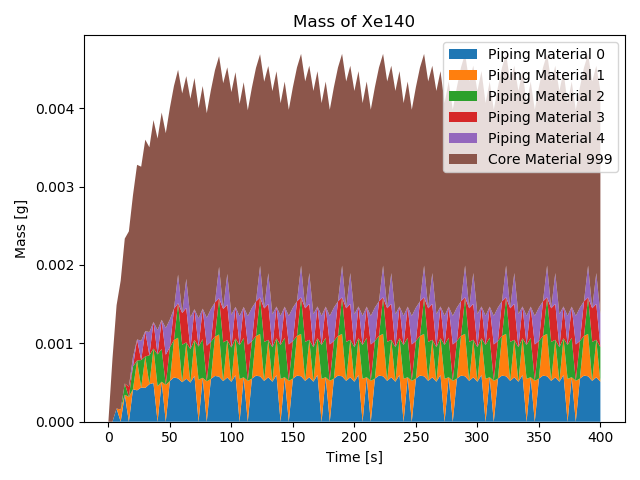 Mass of Xe140
Piping Material 0
Piping Material 1
Piping Material 2
Piping Material 3
Piping Material 4
Core Material 999
Mass [g]
0.004
0.003
0.002
0.001
0.000
0 50 100 150 200 250 300 350 400
Time [s]